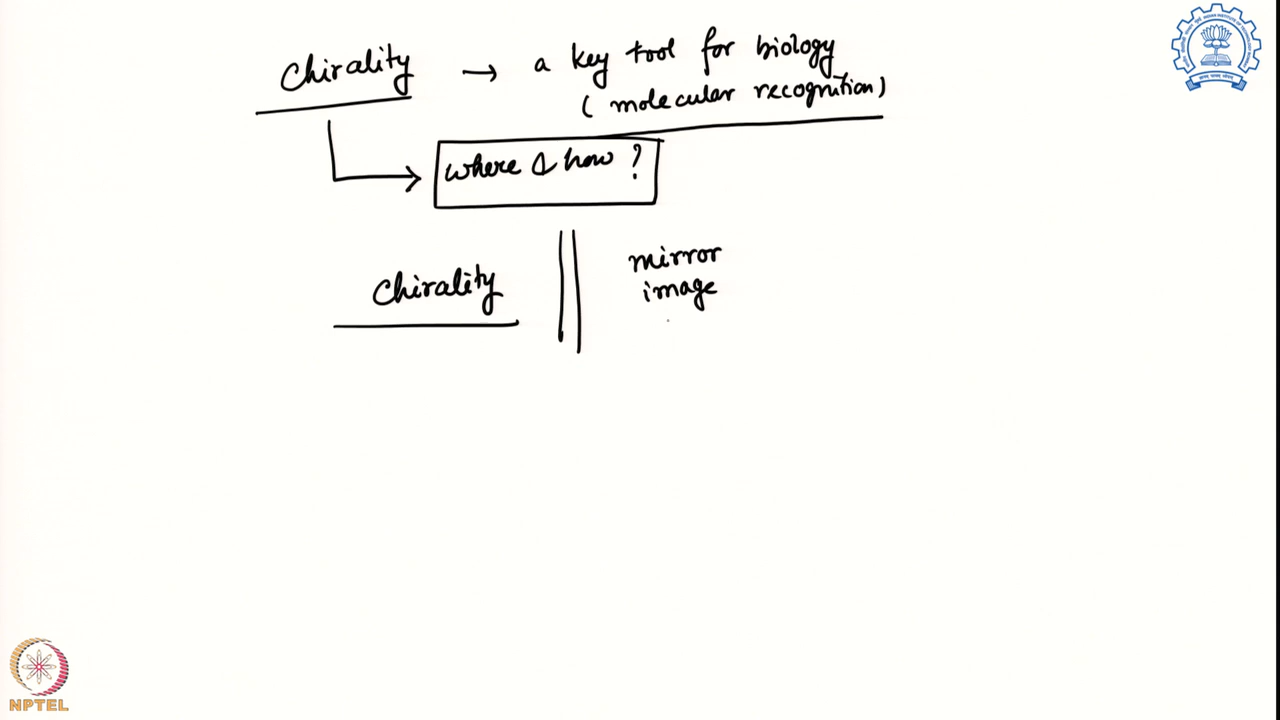 Chirality → a key tool for biology
(molecular recognition)
where & how ?
Chirality || mirror
image
NPTEL